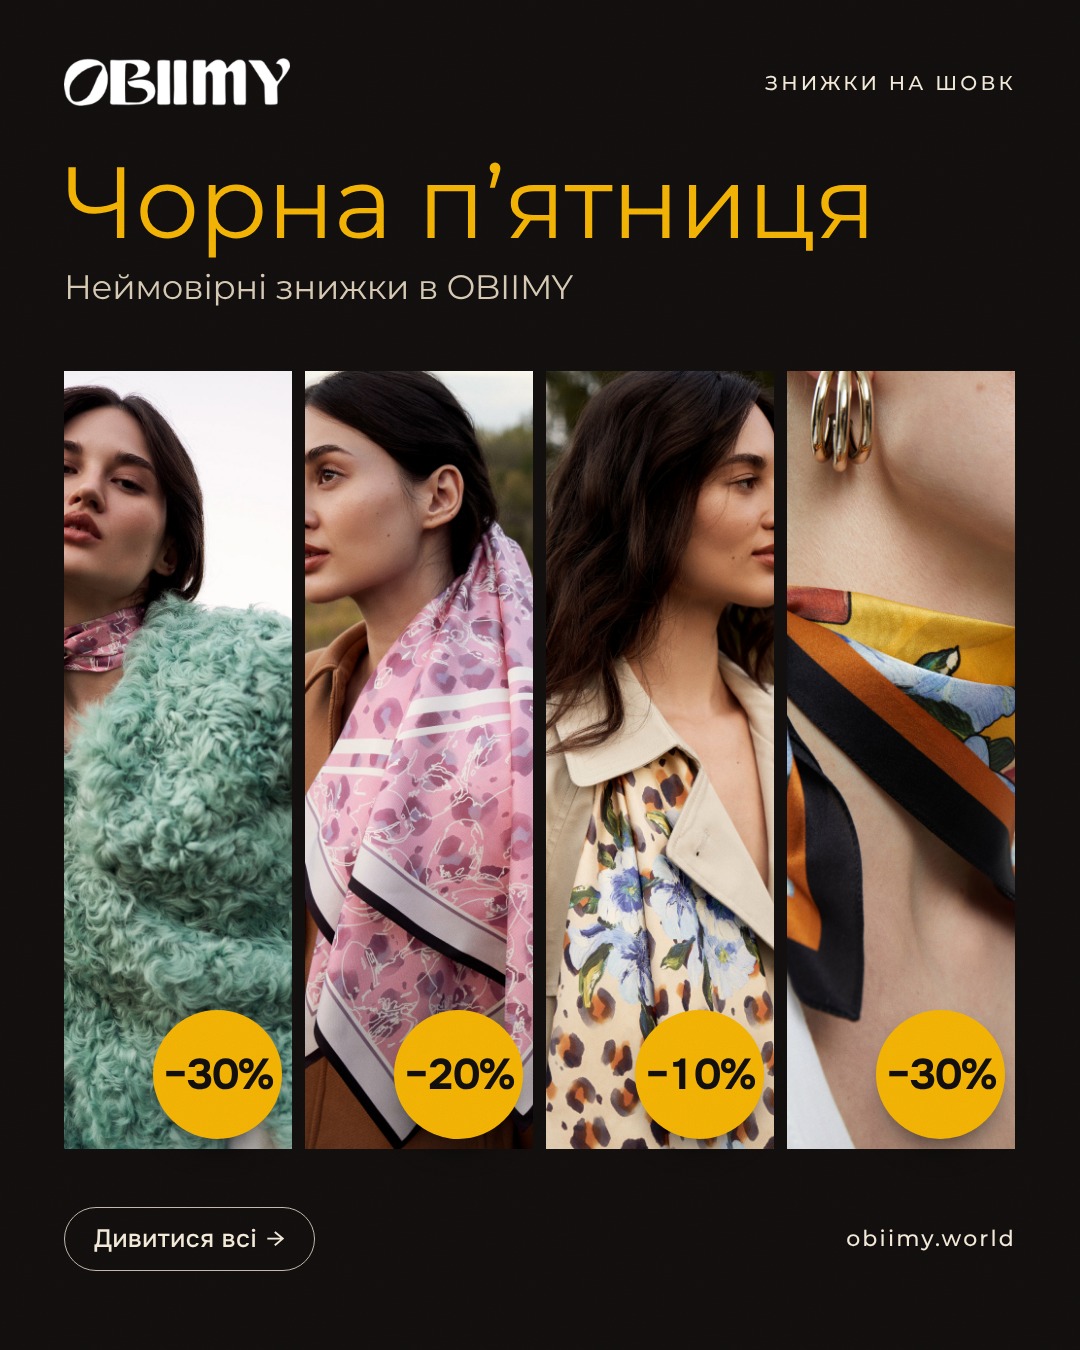 OBIIMY
ЗНИЖКИ НА ШОВК
Чорна п’ятниця
Неймовірні знижки в OBIIMY
-30%
-20%
-10%
-30%
Дивитися всі →
obiimy.world